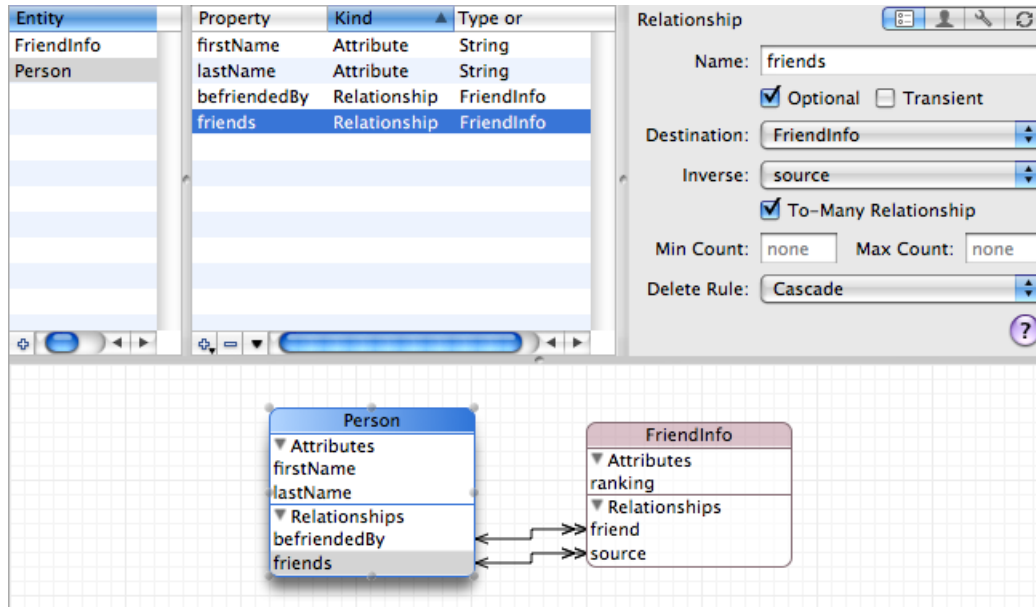 Entity
FriendInfo
Person
Property Kind Type or
firstName Attribute String
lastName Attribute String
befriendedBy Relationship FriendInfo
friends Relationship FriendInfo
Relationship
Name: friends
Optional Transient
Destination: FriendInfo
Inverse: source
To-Many Relationship
Min Count: none Max Count: none
Delete Rule: Cascade
?
Person
Attributes
firstName
lastName
Relationships
befriendedBy
friends
FriendInfo
Attributes
ranking
Relationships
friend
source